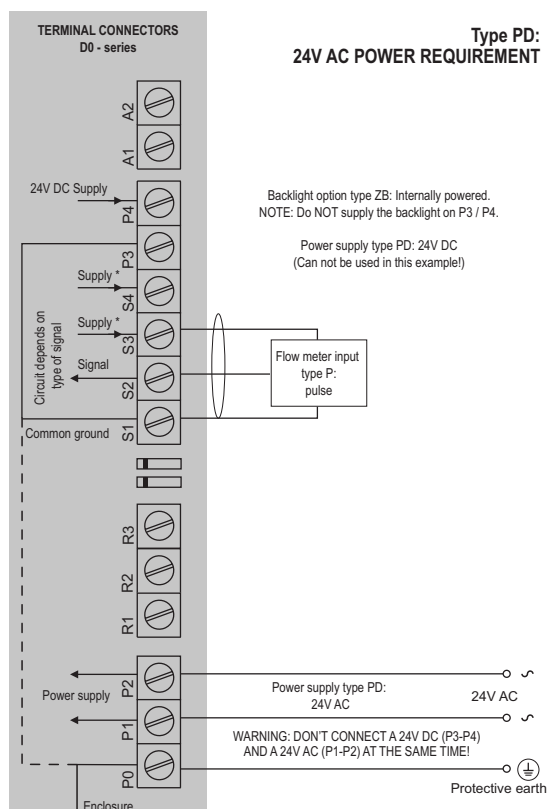 TERMINAL CONNECTORS
D0 - series
Type PD:
24V AC POWER REQUIREMENT
A2
A1
24V DC Supply
P4
Backlight option type ZB: Internally powered.
NOTE: Do NOT supply the backlight on P3 / P4.
P3
Power supply type PD: 24V DC
(Can not be used in this example!)
Supply *
S4
Supply *
S3
Circuit depends on
type of signal
Signal
S2
Flow meter input
type P:
pulse
Common ground
S1
R3
R2
R1
P2
Power supply
Power supply type PD:
24V AC
24V AC
P1
WARNING: DON'T CONNECT A 24V DC (P3-P4)
AND A 24V AC (P1-P2) AT THE SAME TIME!
P0
Protective earth
Enclosure